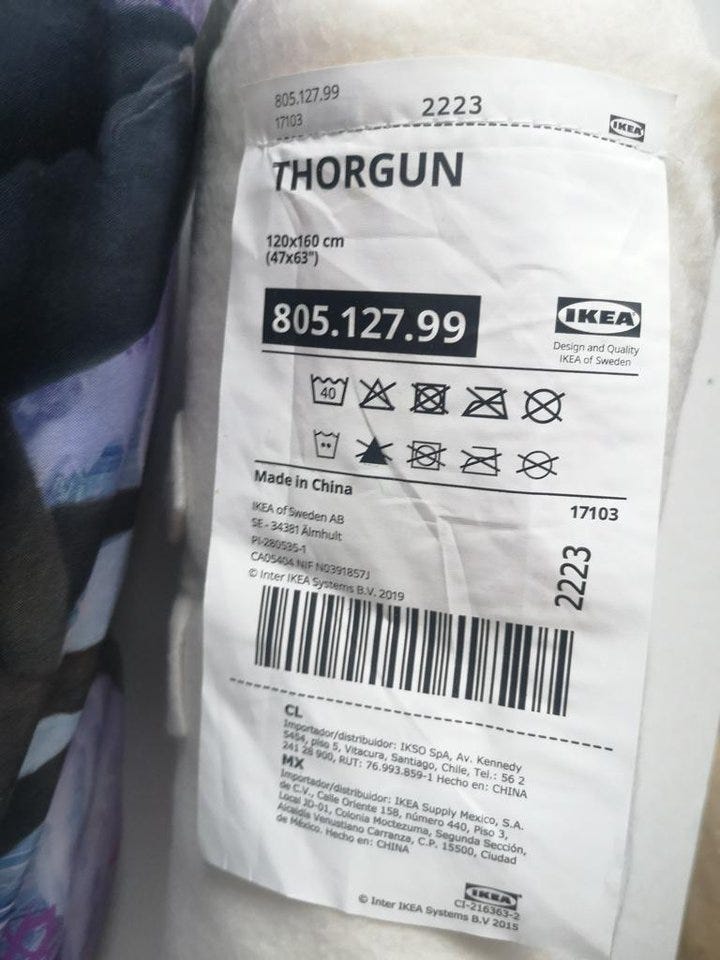 805.127.99
17103
2223
IKEA
THORGUN
120x160 cm
(47x63")
805.127.99
IKEA
Design and Quality
IKEA of Sweden
40
Made in China
17103
IKEA of Sweden AB
SE - 34381 Älmhult
PI-280535-1
CA05404 NIF N0391857J
© Inter IKEA Systems B.V. 2019
2223
CL
Importador/distribuidor: IKSO SpA, Av. Kennedy
5454, piso 5, Vitacura, Santiago, Chile, Tel.: 56 2
241 28 900, RUT: 76.993.859-1 Hecho en: CHINA
MX
Importador/distribuidor: IKEA Supply Mexico, S.A.
de C.V., Calle Oriente 158, número 440, Piso 3,
Local JD-01, Colonia Moctezuma, Segunda Sección,
Alcaldía Venustiano Carranza, C.P. 15500, Ciudad
de México. Hecho en: CHINA
IKEA
CI-216363-2
© Inter IKEA Systems B.V 2015